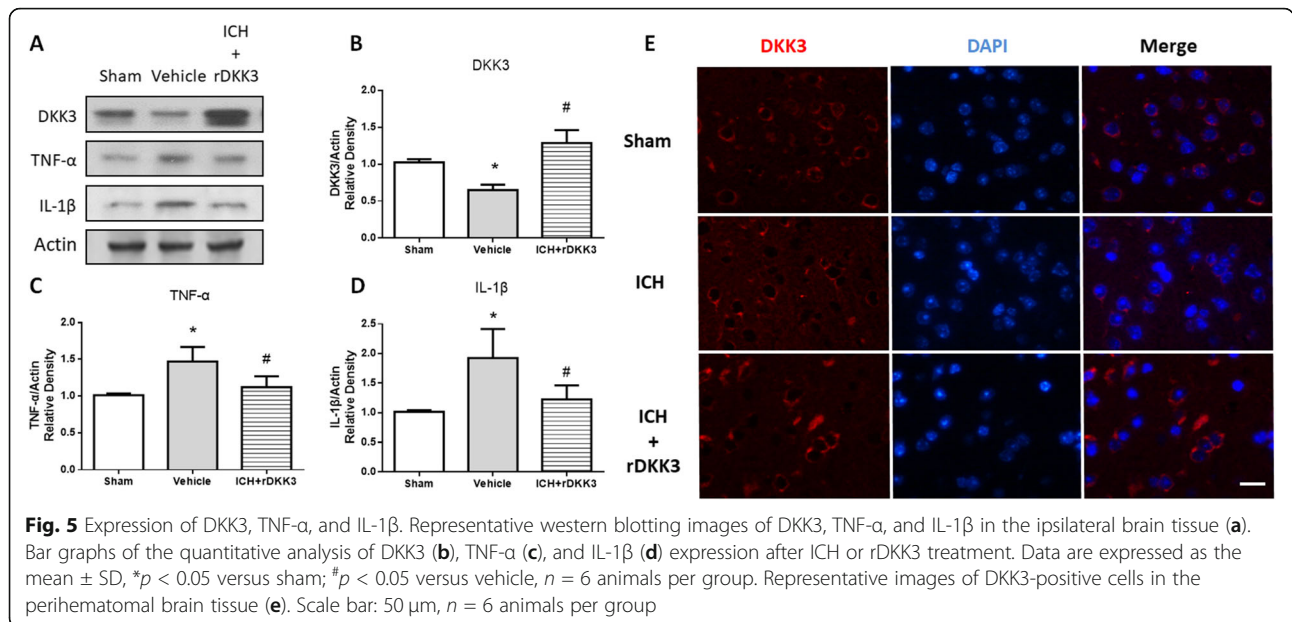 A
Sham Vehicle ICH
+
rDKK3
DKK3
TNF-α
IL-1β
Actin
B
DKK3
DKK3/Actin
Relative Density
2.0
1.5
1.0
0.5
0.0
*
#
Sham Vehicle ICH+rDKK3
C
TNF-α
TNF-α/Actin
Relative Density
2.0
1.5
1.0
0.5
0.0
*
#
Sham Vehicle ICH+rDKK3
D
IL-1β
IL-1β/Actin
Relative Density
2.5
2.0
1.5
1.0
0.5
0.0
*
#
Sham Vehicle ICH+rDKK3
E
DKK3 DAPI Merge
Sham
ICH
ICH
+
rDKK3
Fig. 5 Expression of DKK3, TNF-α, and IL-1β. Representative western blotting images of DKK3, TNF-α, and IL-1β in the ipsilateral brain tissue (a).
Bar graphs of the quantitative analysis of DKK3 (b), TNF-α (c), and IL-1β (d) expression after ICH or rDKK3 treatment. Data are expressed as the
mean ± SD, *p < 0.05 versus sham; #p < 0.05 versus vehicle, n = 6 animals per group. Representative images of DKK3-positive cells in the
perihematomal brain tissue (e). Scale bar: 50 μm, n = 6 animals per group